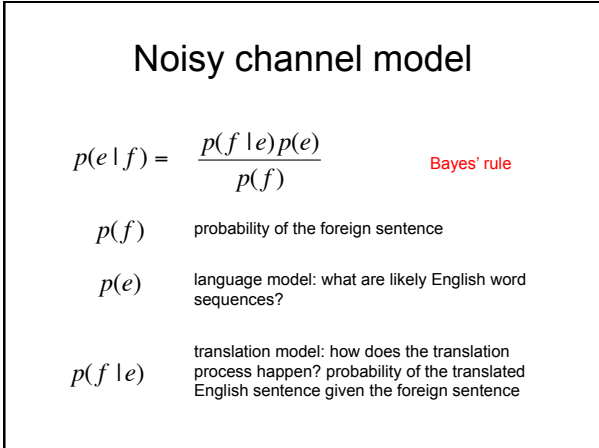 Noisy channel model
p(e | f) = p(f | e)p(e) / p(f)
Bayes’ rule
p(f) probability of the foreign sentence
p(e) language model: what are likely English word
sequences?
translation model: how does the translation
p(f | e) process happen? probability of the translated
English sentence given the foreign sentence